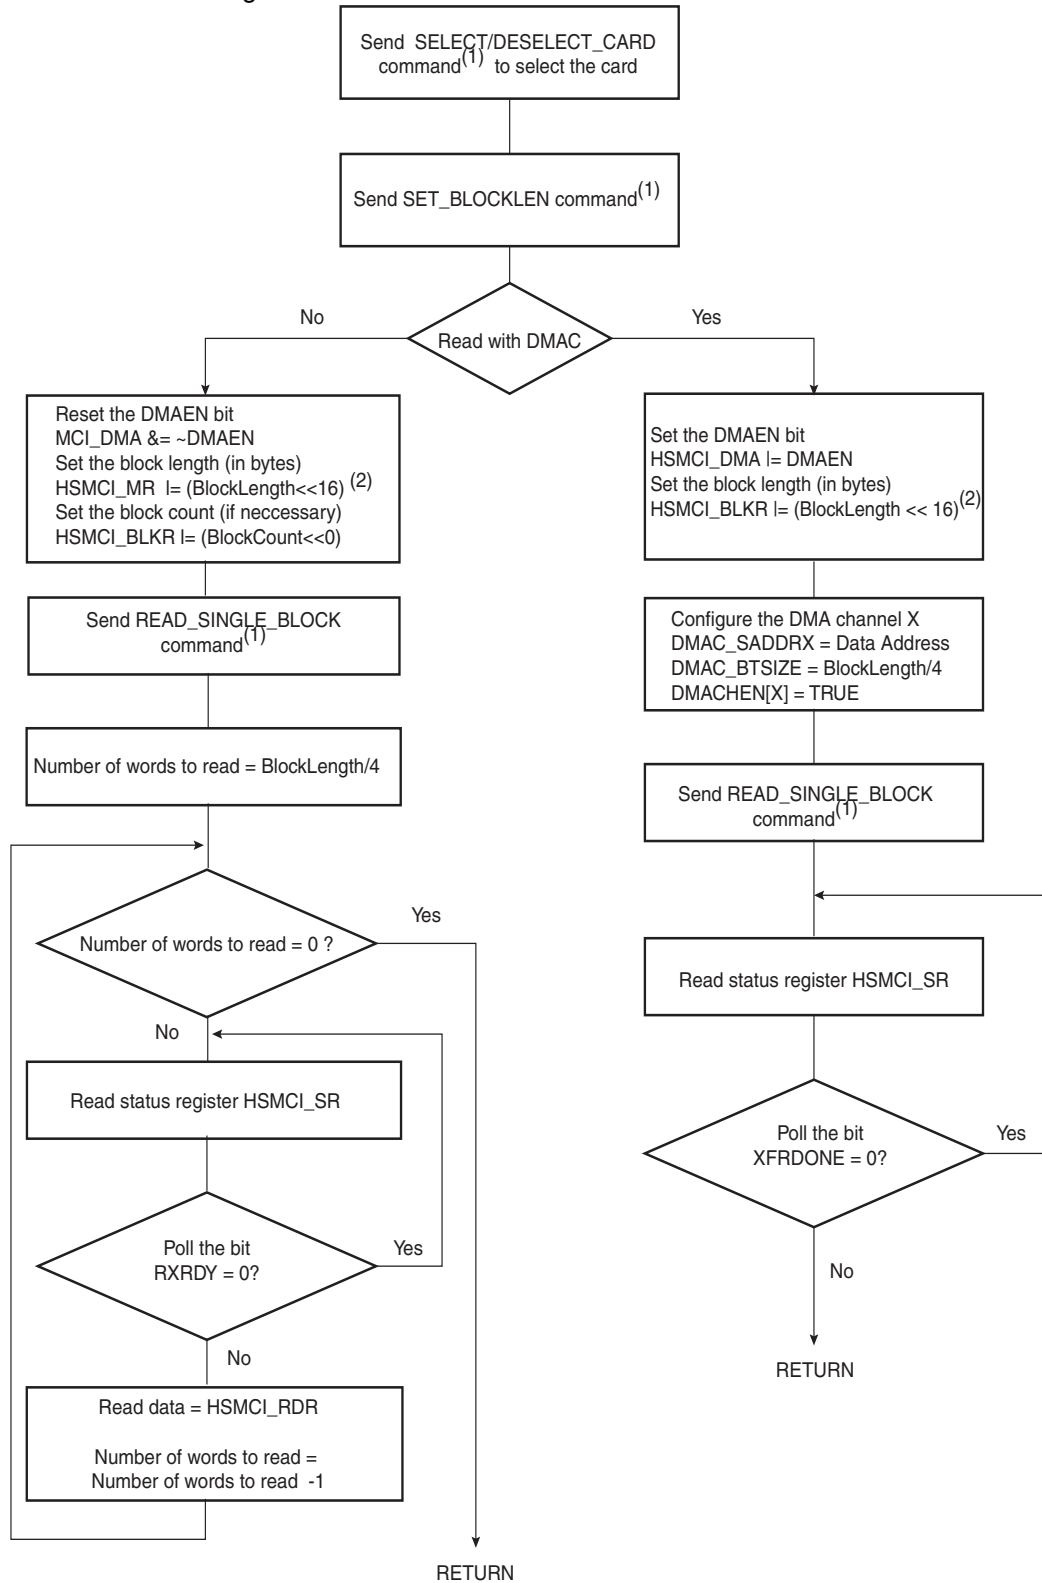 Send SELECT/DESELECT_CARD
command(1) to select the card
Send SET_BLOCKLEN command(1)
No
Read with DMAC
Yes
Reset the DMAEN bit
MCI_DMA &= ~DMAEN
Set the block length (in bytes)
HSMCI_MR |= (BlockLength<<16) (2)
Set the block count (if neccessary)
HSMCI_BLKR |= (BlockCount<<0)
Send READ_SINGLE_BLOCK
command(1)
Number of words to read = BlockLength/4
Number of words to read = 0 ?
Yes
No
Read status register HSMCI_SR
Poll the bit
RXRDY = 0?
Yes
No
Read data = HSMCI_RDR
Number of words to read =
Number of words to read -1
RETURN
Set the DMAEN bit
HSMCI_DMA |= DMAEN
Set the block length (in bytes)
HSMCI_BLKR |= (BlockLength << 16)(2)
Configure the DMA channel X
DMAC_SADDRX = Data Address
DMAC_BTSIZE = BlockLength/4
DMACHEN[X] = TRUE
Send READ_SINGLE_BLOCK
command(1)
Read status register HSMCI_SR
Poll the bit
XFRDONE = 0?
Yes
No
RETURN